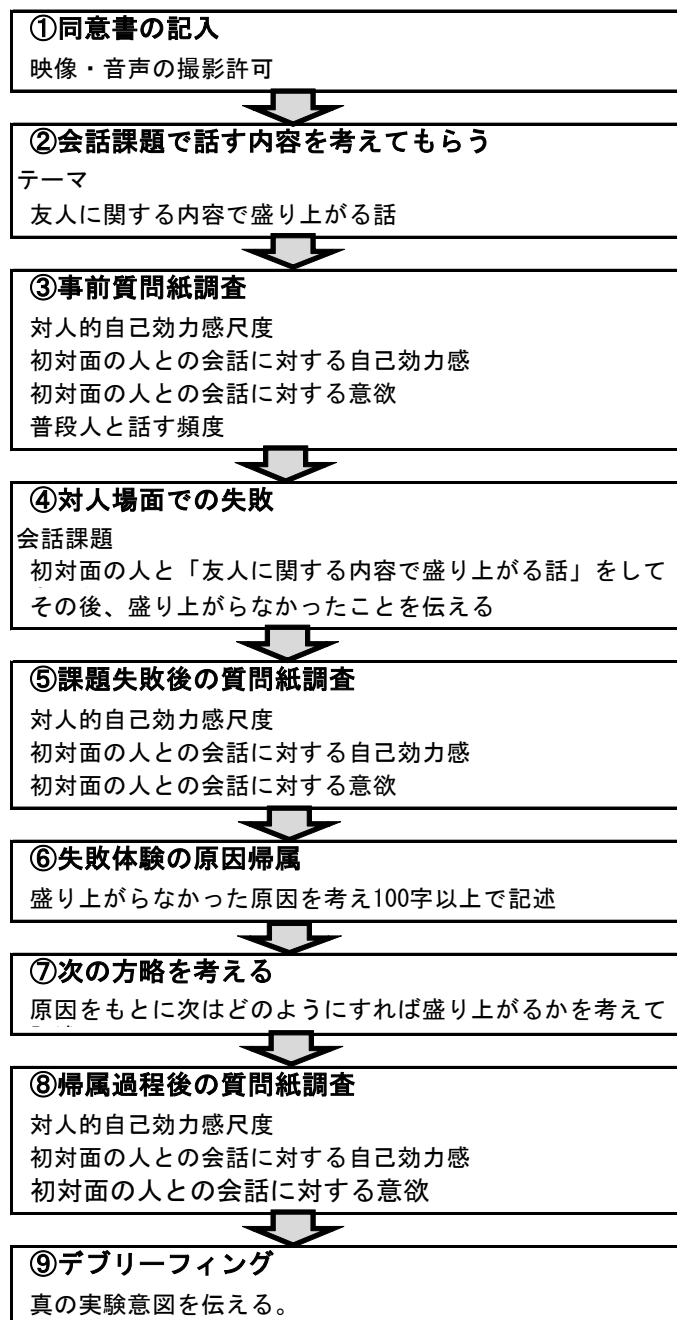 ①同意書の記入
映像・音声の撮影許可
②会話課題で話す内容を考えてもらう
テーマ
友人に関する内容で盛り上がる話
③事前質問紙調査
対人的自己効力感尺度
初対面の人との会話に対する自己効力感
初対面の人との会話に対する意欲
普段人と話す頻度
④対人場面での失敗
会話課題
初対面の人と「友人に関する内容で盛り上がる話」をして
その後、盛り上がらなかったことを伝える
⑤課題失敗後の質問紙調査
対人的自己効力感尺度
初対面の人との会話に対する自己効力感
初対面の人との会話に対する意欲
⑥失敗体験の原因帰属
盛り上がらなかった原因を考え100字以上で記述
⑦次の方略を考える
原因をもとに次はどのようにすれば盛り上がるかを考えて
⑧帰属過程後の質問紙調査
対人的自己効力感尺度
初対面の人との会話に対する自己効力感
初対面の人との会話に対する意欲
⑨デブリーフィング
真の実験意図を伝える。